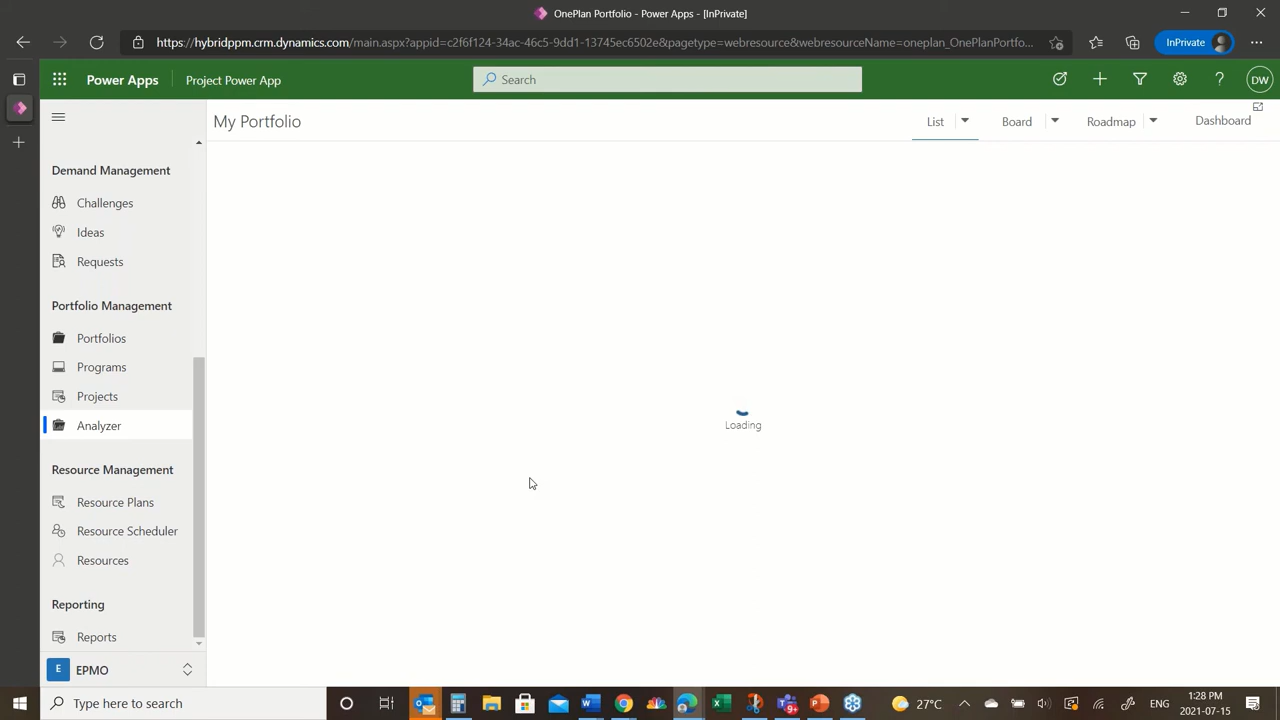 OnePlan Portfolio - Power Apps - [InPrivate]
https://hybridppm.crm.dynamics.com/main.aspx?appid=c2f6f124-34ac-46c5-9dd1-13745ec6502e&pagetype=webresource&webresourceName=oneplan_OnePlanPortfo...
InPrivate
Power Apps
Project Power App
Search
DW
My Portfolio
List
Board
Roadmap
Dashboard
Demand Management
Challenges
Ideas
Requests
Portfolio Management
Portfolios
Programs
Projects
Analyzer
Loading
Resource Management
Resource Plans
Resource Scheduler
Resources
Reporting
Reports
E
EPMO
Type here to search
27°C
ENG
1:28 PM
2021-07-15